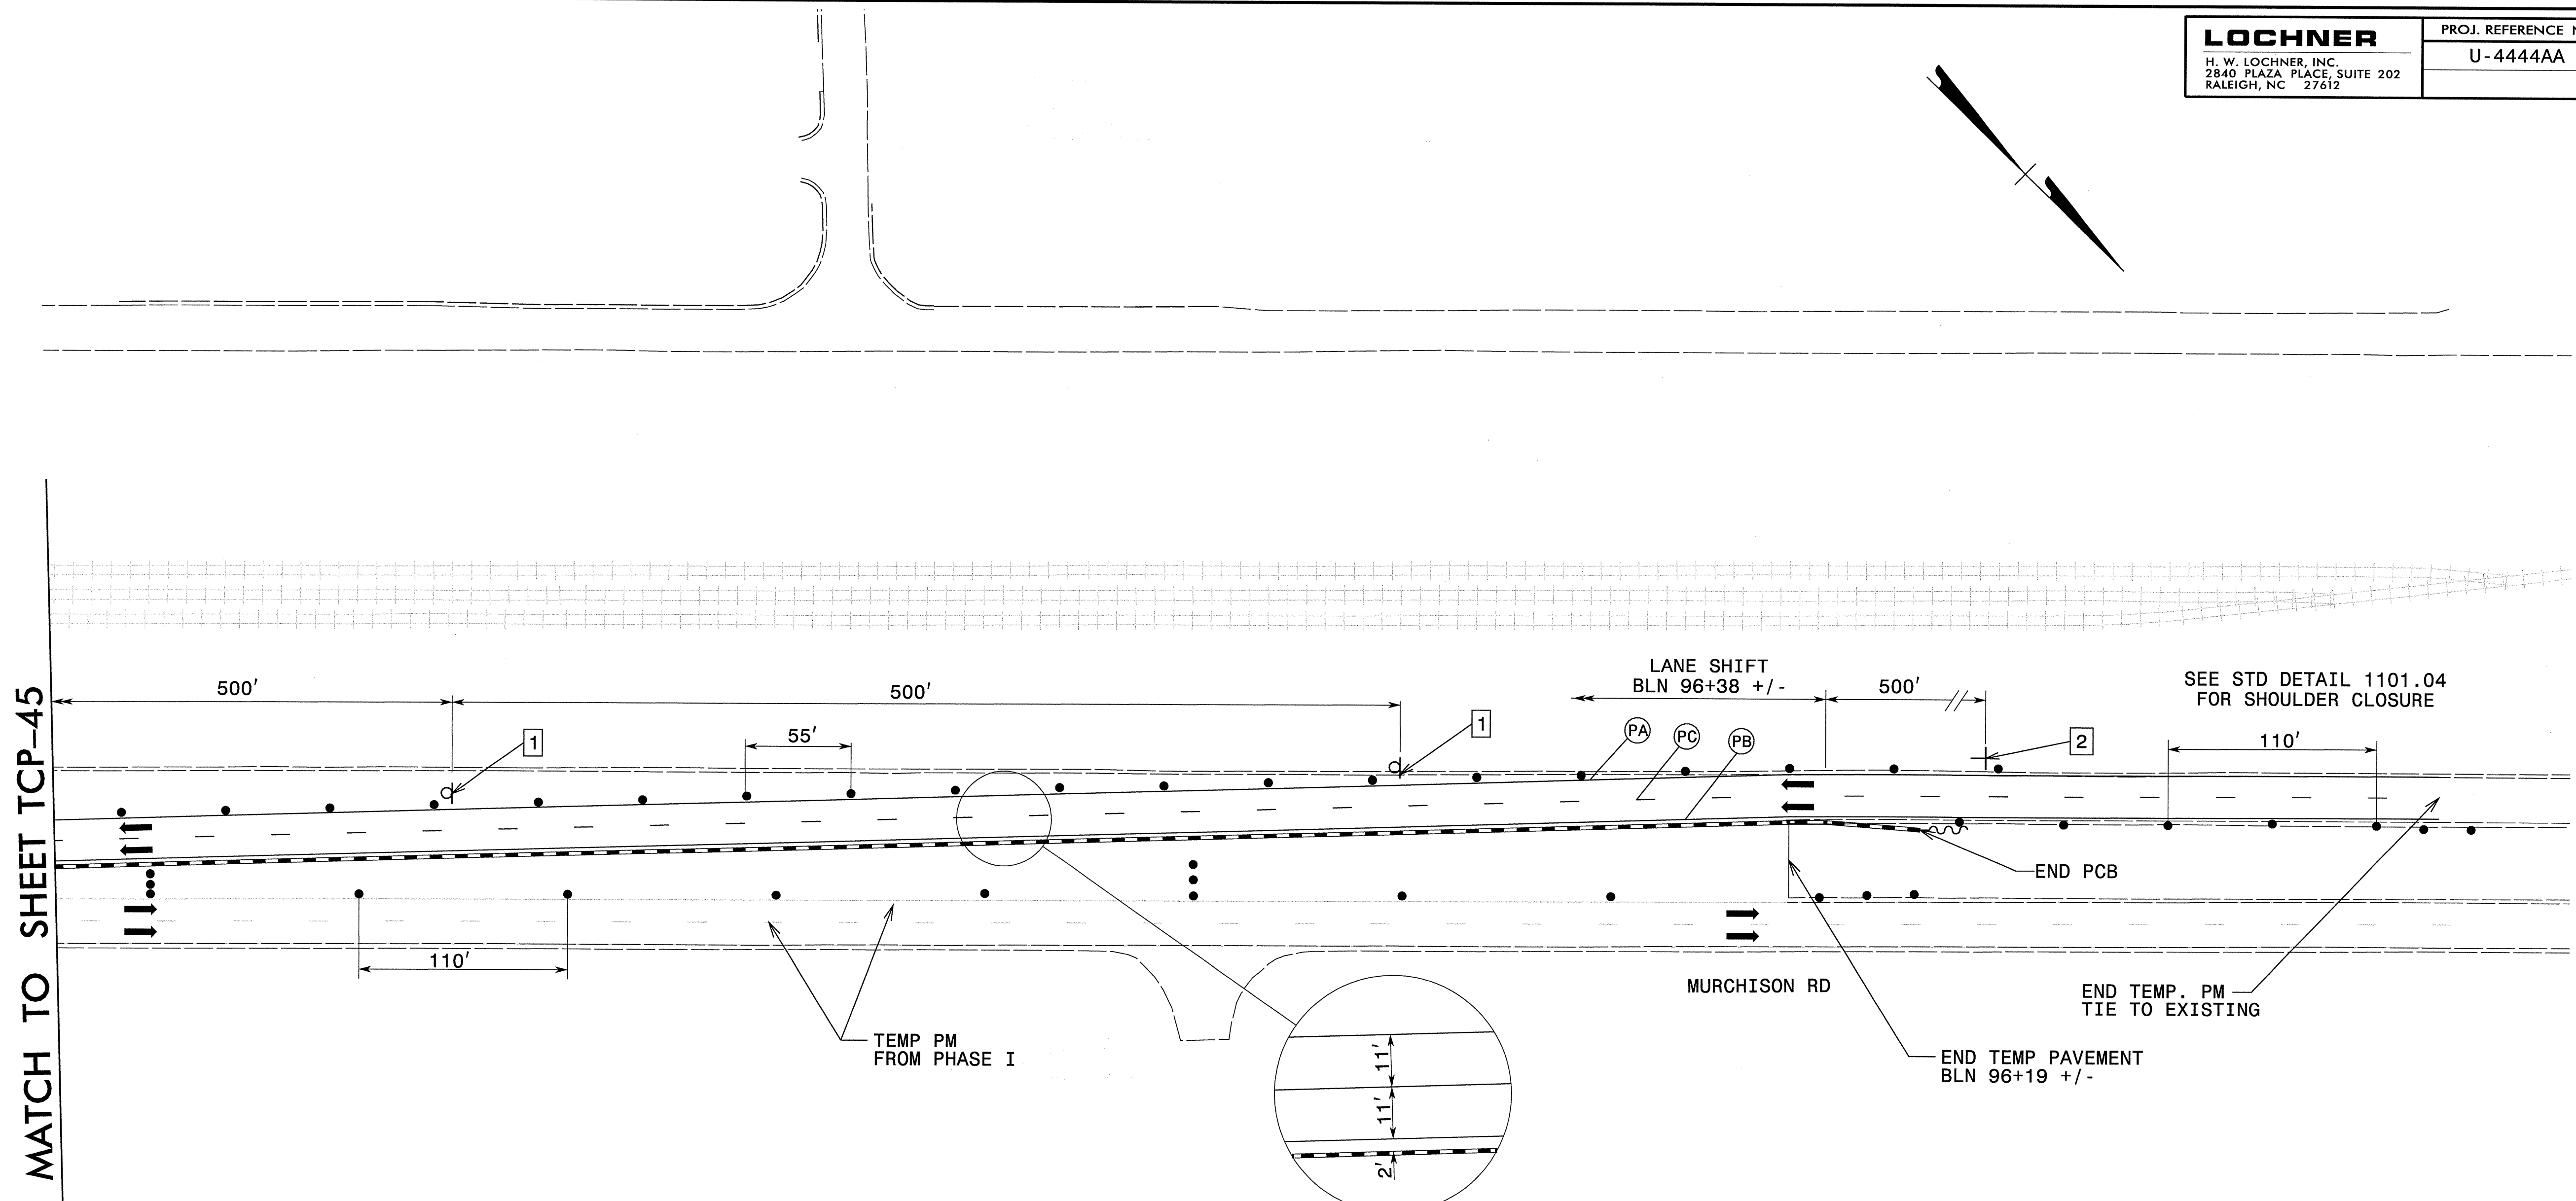 LOCHNER
H. W. LOCHNER, INC.
2840 PLAZA PLACE, SUITE 202
RALEIGH, NC 27612
PROJ. REFERENCE
U-4444AA
MATCH TO SHEET TCP-45
500'
500'
LANE SHIFT
BLN 96+38 +/-
500'
SEE STD DETAIL 1101.04
FOR SHOULDER CLOSURE
1
55'
1
PA
PC
PB
2
110'
END PCB
110'
MURCHISON RD
END TEMP. PM
TIE TO EXISTING
TEMP PM
FROM PHASE I
END TEMP PAVEMENT
BLN 96+19 +/-
11'
11'
2'